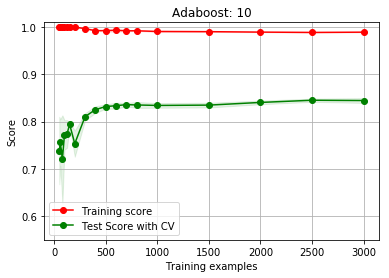 Adaboost: 10
1.0
0.9
0.8
0.7
0.6
Score
Training score
Test Score with CV
0 500 1000 1500 2000 2500 3000
Training examples